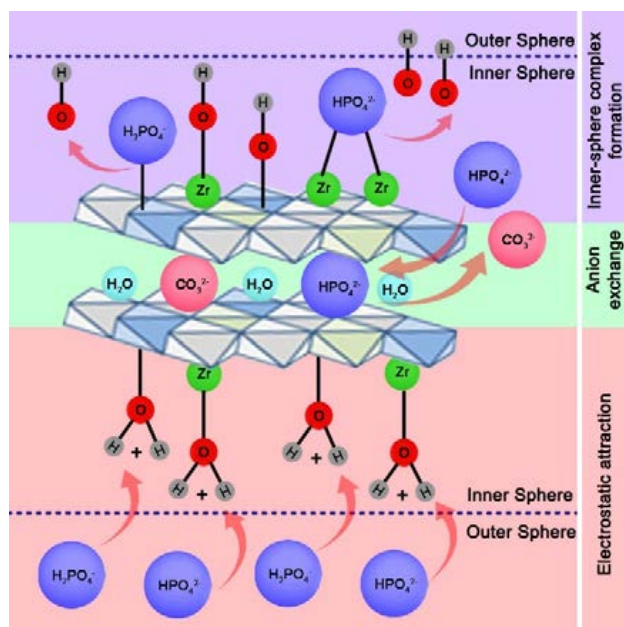 H
H
Outer Sphere
H
H
Inner Sphere
O
O
H
HPO₄²⁻
O
O
H₂PO₄⁻
O
HPO₄²⁻
Zr
Zr
Zr
CO₃²⁻
H₂O
CO₃²⁻
H₂O
HPO₄²⁻
H₂O
Zr
Zr
O
O
H
+
H
O
H
+
H
O
H
+
H
H
+
H
Inner Sphere
Outer Sphere
H₂PO₄⁻
HPO₄²⁻
H₂PO₄⁻
HPO₄²⁻
Inner-sphere complex
formation
Anion
exchange
Electrostatic attraction